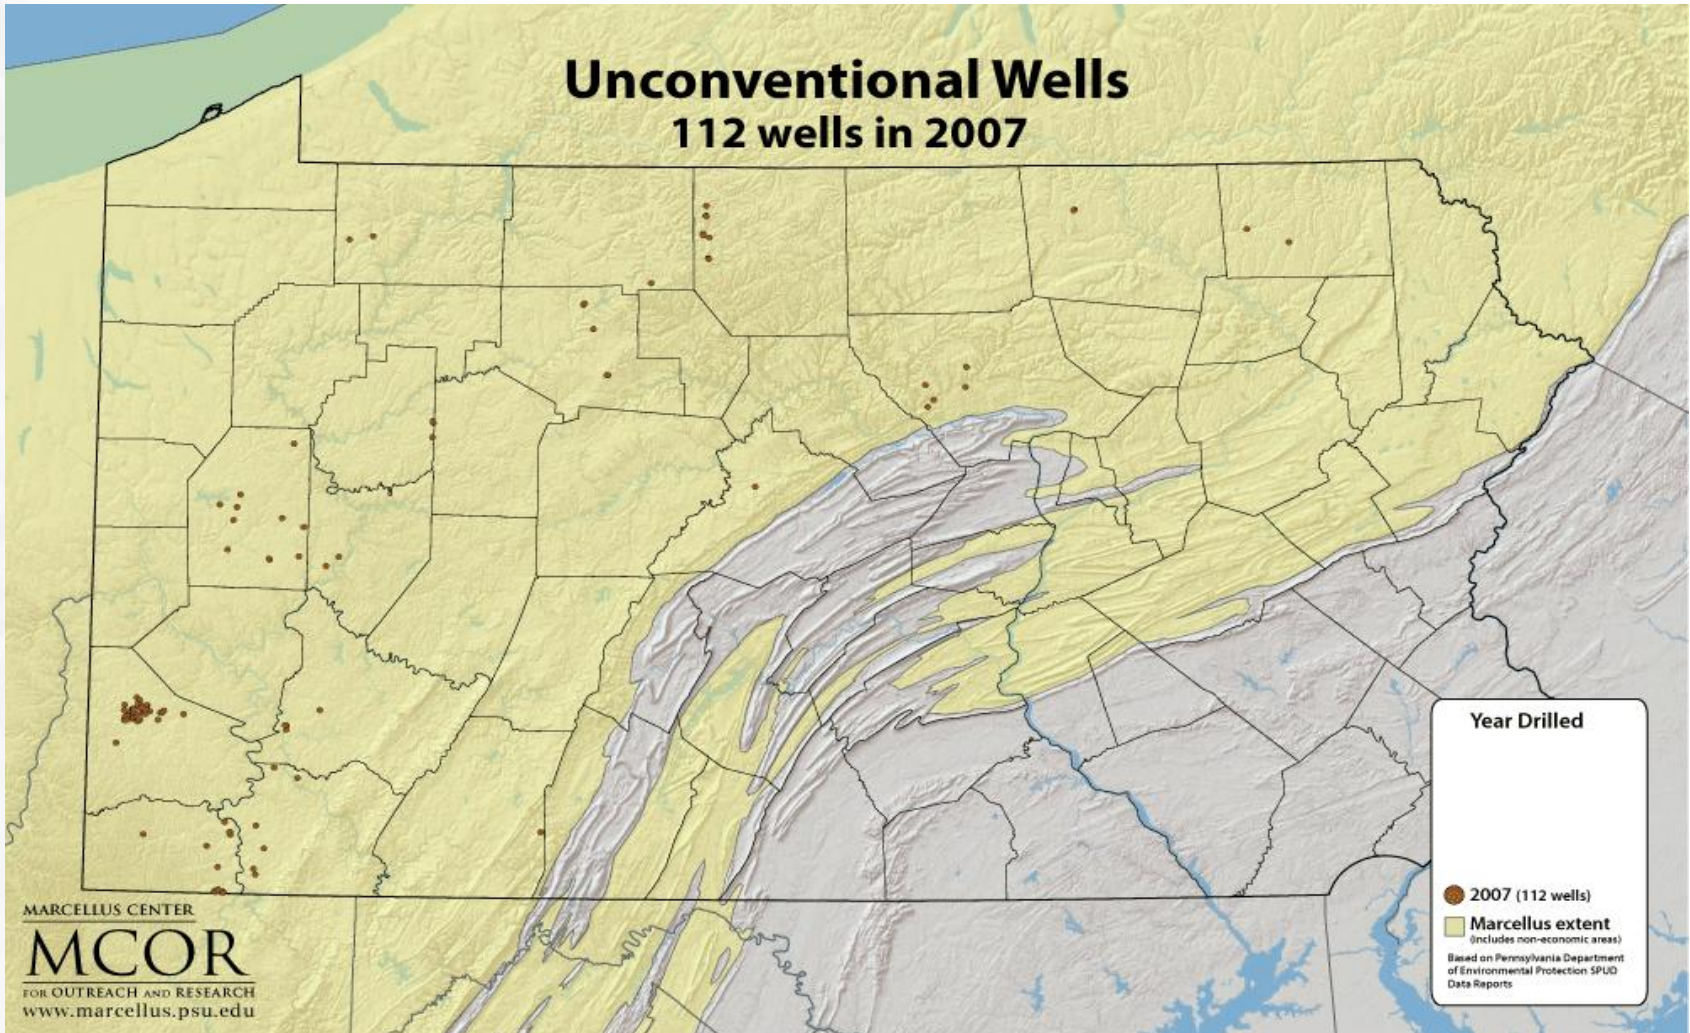 Unconventional Wells
112 wells in 2007
Year Drilled
2007 (112 wells)
Marcellus extent
(includes non-economic areas)
Based on Pennsylvania Department
of Environmental Protection SPUD
Data Reports
MARCELLUS CENTER
MCOR
FOR OUTREACH AND RESEARCH
www.marcellus.psu.edu